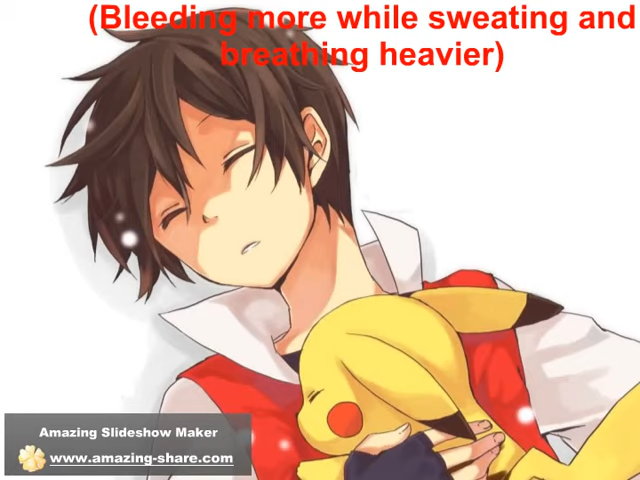 (Bleeding more while sweating and
breathing heavier)
Amazing Slideshow Maker
www.amazing-share.com